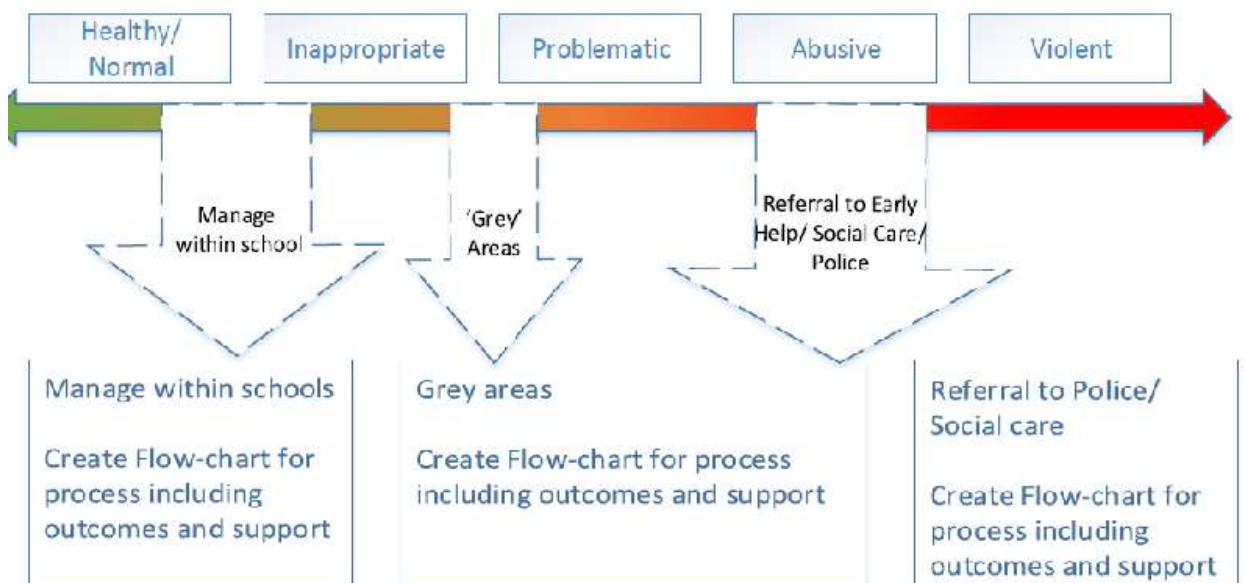 Healthy/
Normal
Inappropriate
Problematic
Abusive
Violent
Manage
within school
'Grey'
Areas
Referral to Early
Help/ Social Care/
Police
Manage within schools
Create Flow-chart for
process including
outcomes and support
Grey areas
Create Flow-chart for process
including outcomes and support
Referral to Police/
Social care
Create Flow-chart for
process including
outcomes and support